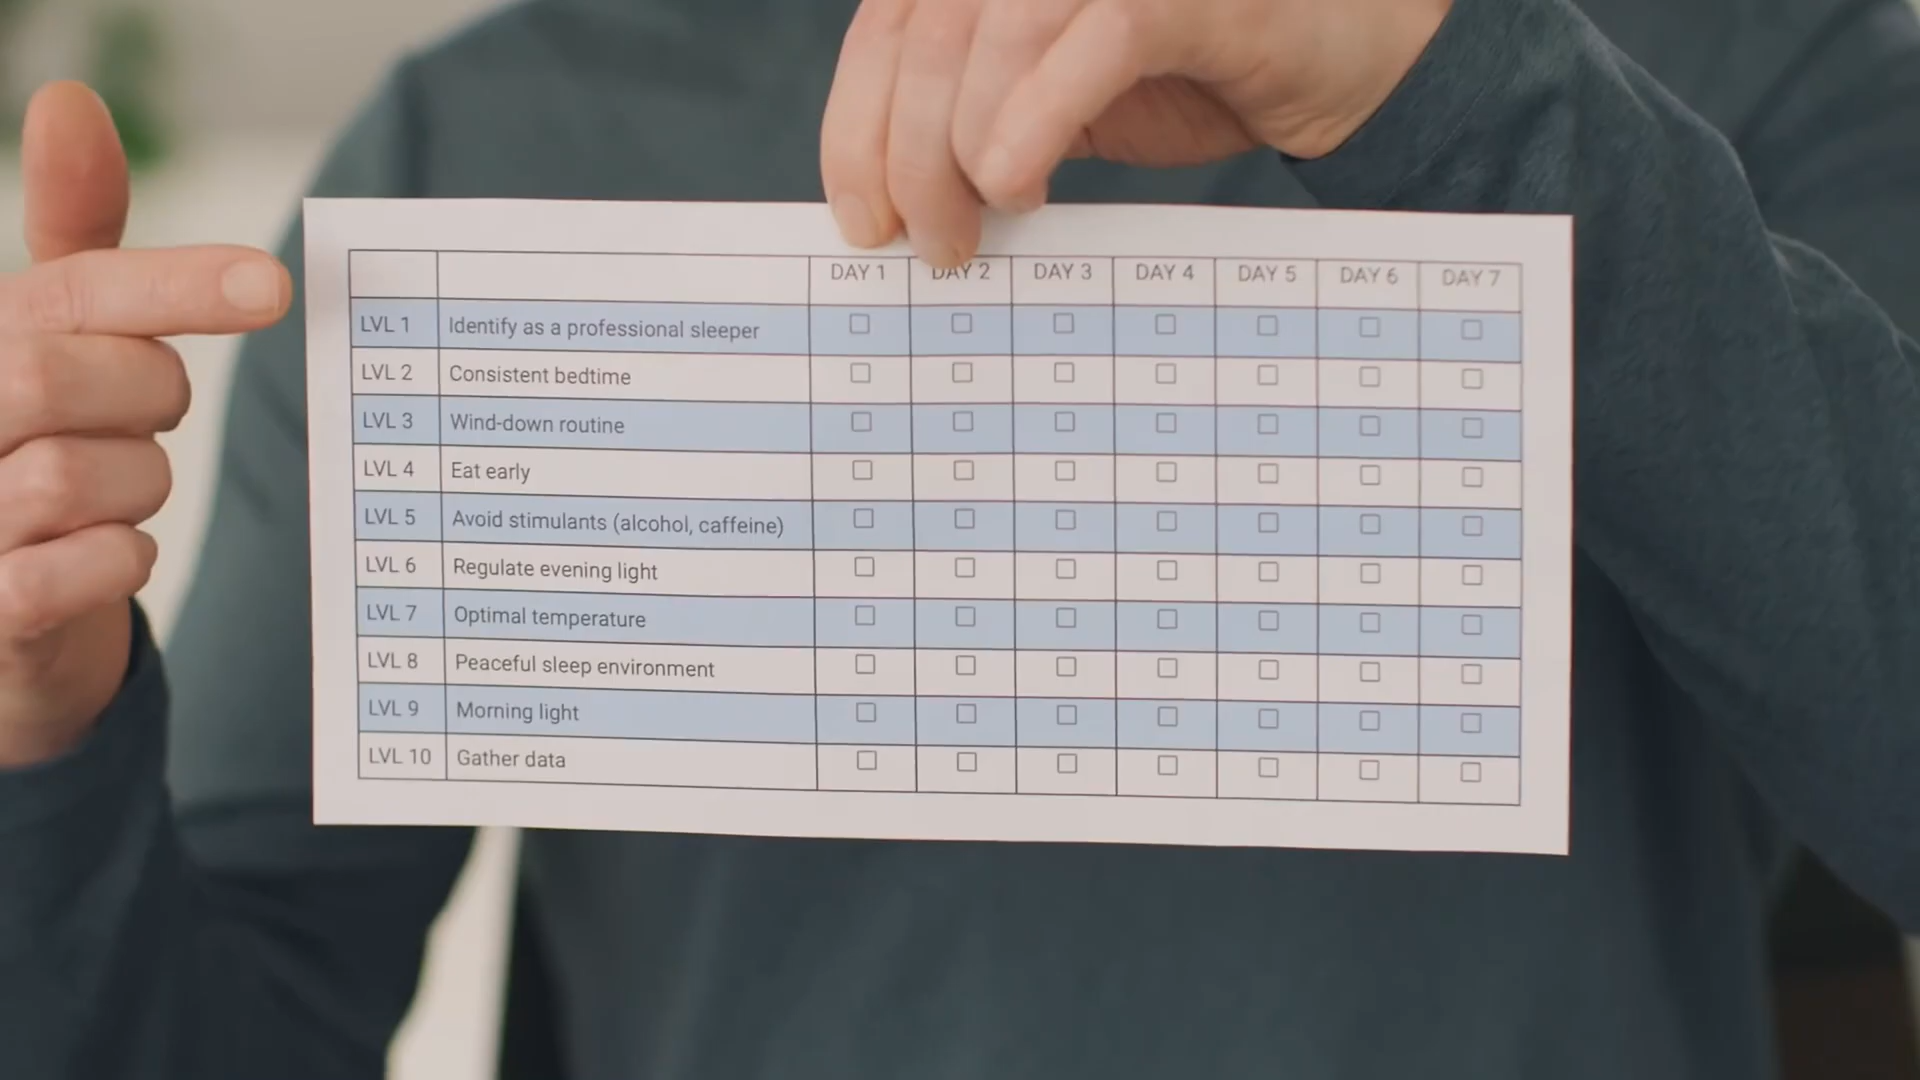 DAY 1 DAY 2 DAY 3 DAY 4 DAY 5 DAY 6 DAY 7
LVL 1 Identify as a professional sleeper
LVL 2 Consistent bedtime
LVL 3 Wind-down routine
LVL 4 Eat early
LVL 5 Avoid stimulants (alcohol, caffeine)
LVL 6 Regulate evening light
LVL 7 Optimal temperature
LVL 8 Peaceful sleep environment
LVL 9 Morning light
LVL 10 Gather data